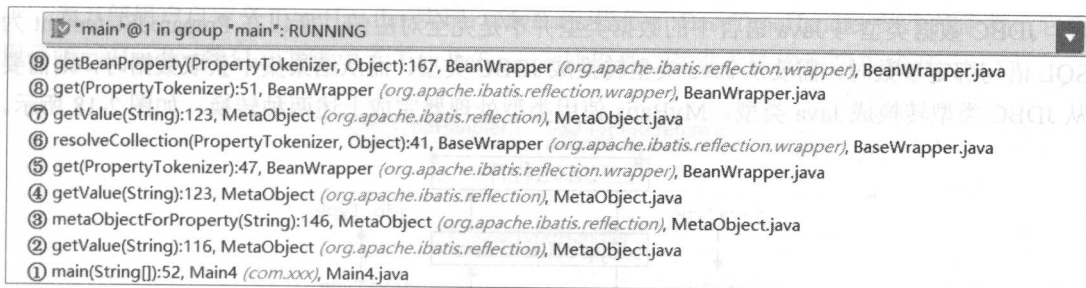 "main"@1 in group "main": RUNNING
⑨ getBeanProperty(PropertyTokenizer, Object):167, BeanWrapper (org.apache.ibatis.reflection.wrapper), BeanWrapper.java
⑧ get(PropertyTokenizer):51, BeanWrapper (org.apache.ibatis.reflection.wrapper), BeanWrapper.java
⑦ getValue(String):123, MetaObject (org.apache.ibatis.reflection), MetaObject.java
⑥ resolveCollection(PropertyTokenizer, Object):41, BaseWrapper (org.apache.ibatis.reflection.wrapper), BaseWrapper.java
⑤ get(PropertyTokenizer):47, BeanWrapper (org.apache.ibatis.reflection.wrapper), BeanWrapper.java
④ getValue(String):123, MetaObject (org.apache.ibatis.reflection), MetaObject.java
③ metaObjectForProperty(String):146, MetaObject (org.apache.ibatis.reflection), MetaObject.java
② getValue(String):116, MetaObject (org.apache.ibatis.reflection), MetaObject.java
① main(String[]):52, Main4 (com.xxx), Main4.java